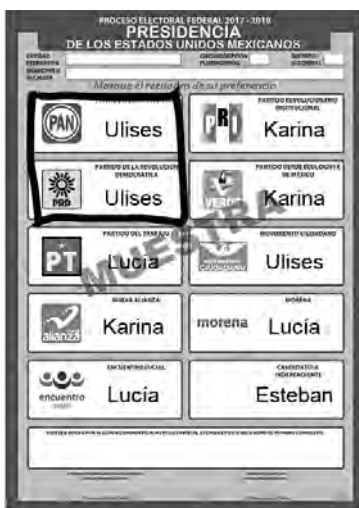 PROCESO ELECTORAL FEDERAL 2017 - 2018
PRESIDENCIA
DE LOS ESTADOS UNIDOS MEXICANOS
ENTIDAD FEDERATIVA
CIRCUNSCRIPCIÓN PLURINOMINAL
DISTRITO ELECTORAL
Marque el recuadro de su preferencia
PAN Ulises
PARTIDO REVOLUCIONARIO INSTITUCIONAL
PRI Karina
PARTIDO DE LA REVOLUCIÓN DEMOCRÁTICA
PRD Ulises
PARTIDO VERDE ECOLOGISTA DE MÉXICO
VERDE Karina
MUESTRA
PARTIDO DEL TRABAJO
PT Lucía
MOVIMIENTO CIUDADANO
Ulises
NUEVA ALIANZA
alianza Karina
MORENA
morena Lucía
ENCUENTRO SOCIAL
encuentro Lucía
CANDIDATO/A INDEPENDIENTE
Esteban